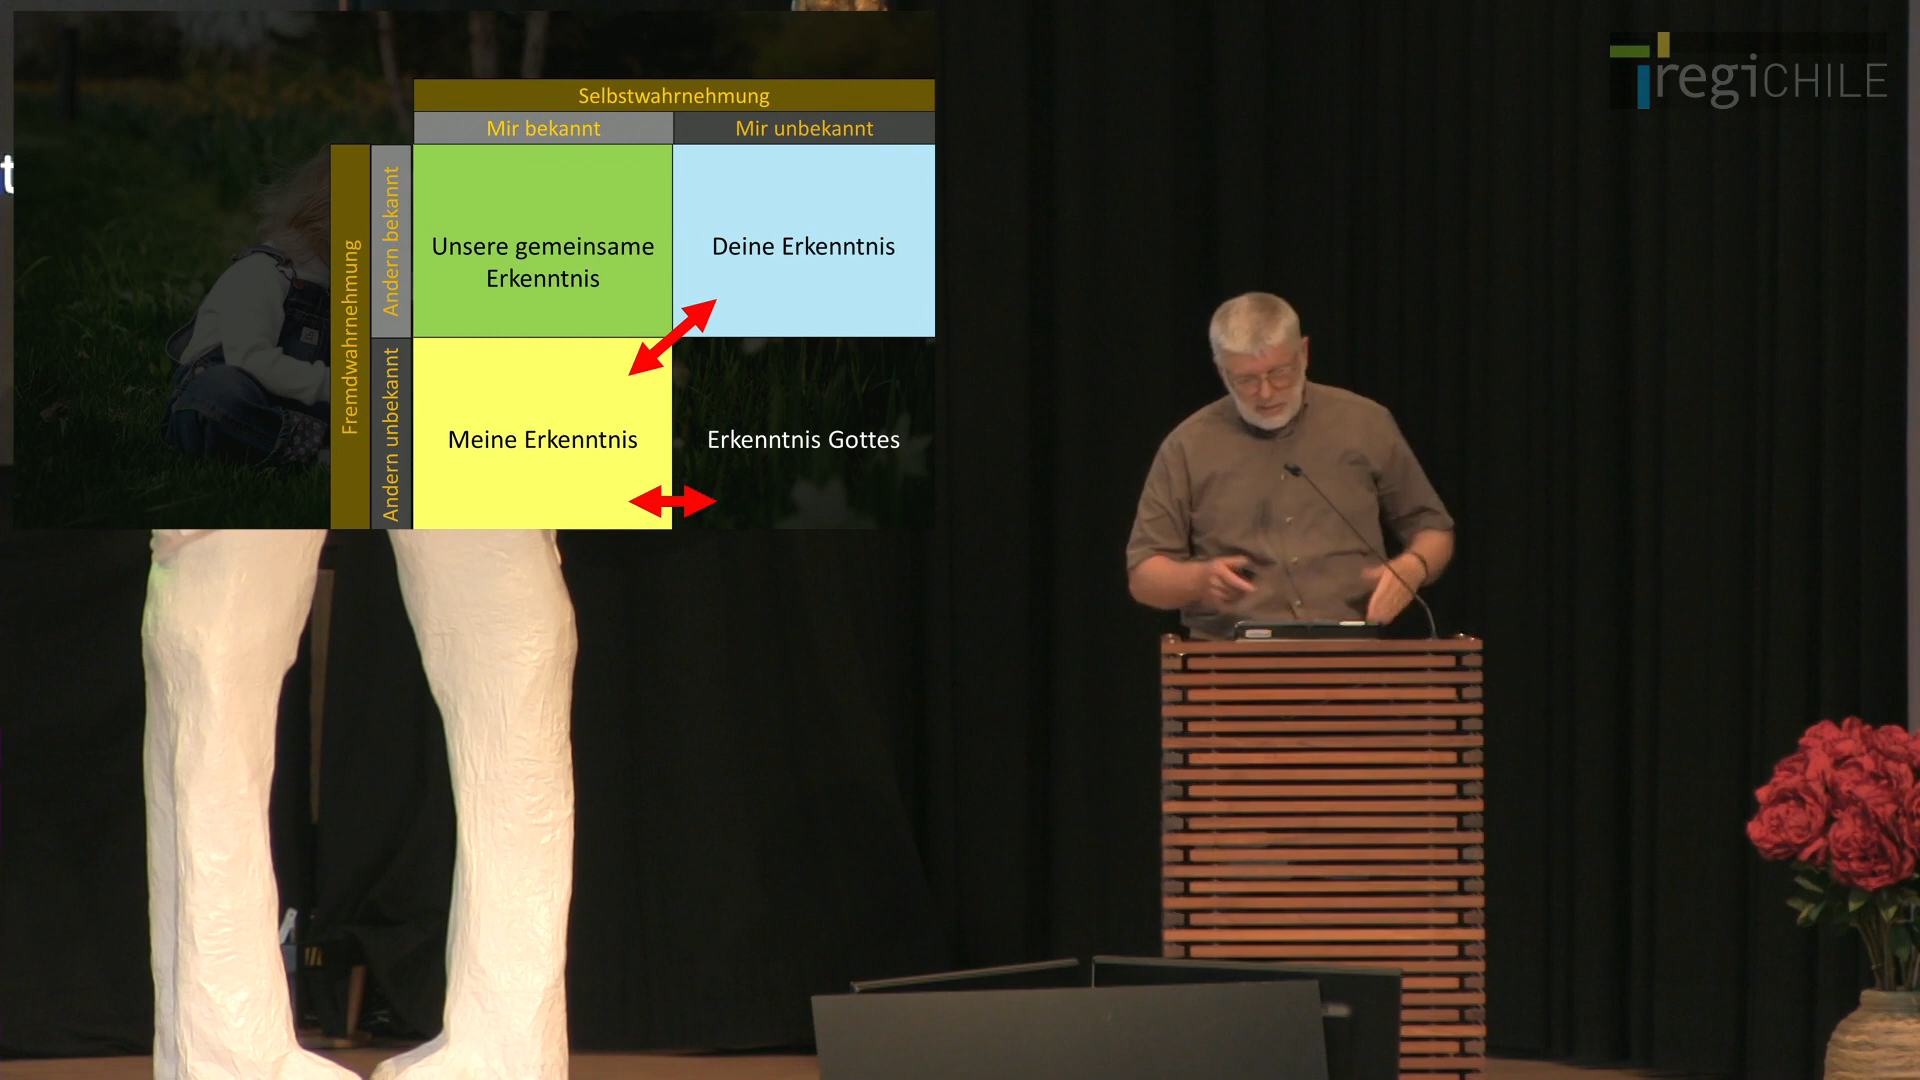 regiCHILE
Selbstwahrnehmung
Mir bekannt
Mir unbekannt
t
Fremdwahrnehmung
Andern bekannt
Andern unbekannt
Unsere gemeinsame
Erkenntnis
Deine Erkenntnis
Meine Erkenntnis
Erkenntnis Gottes